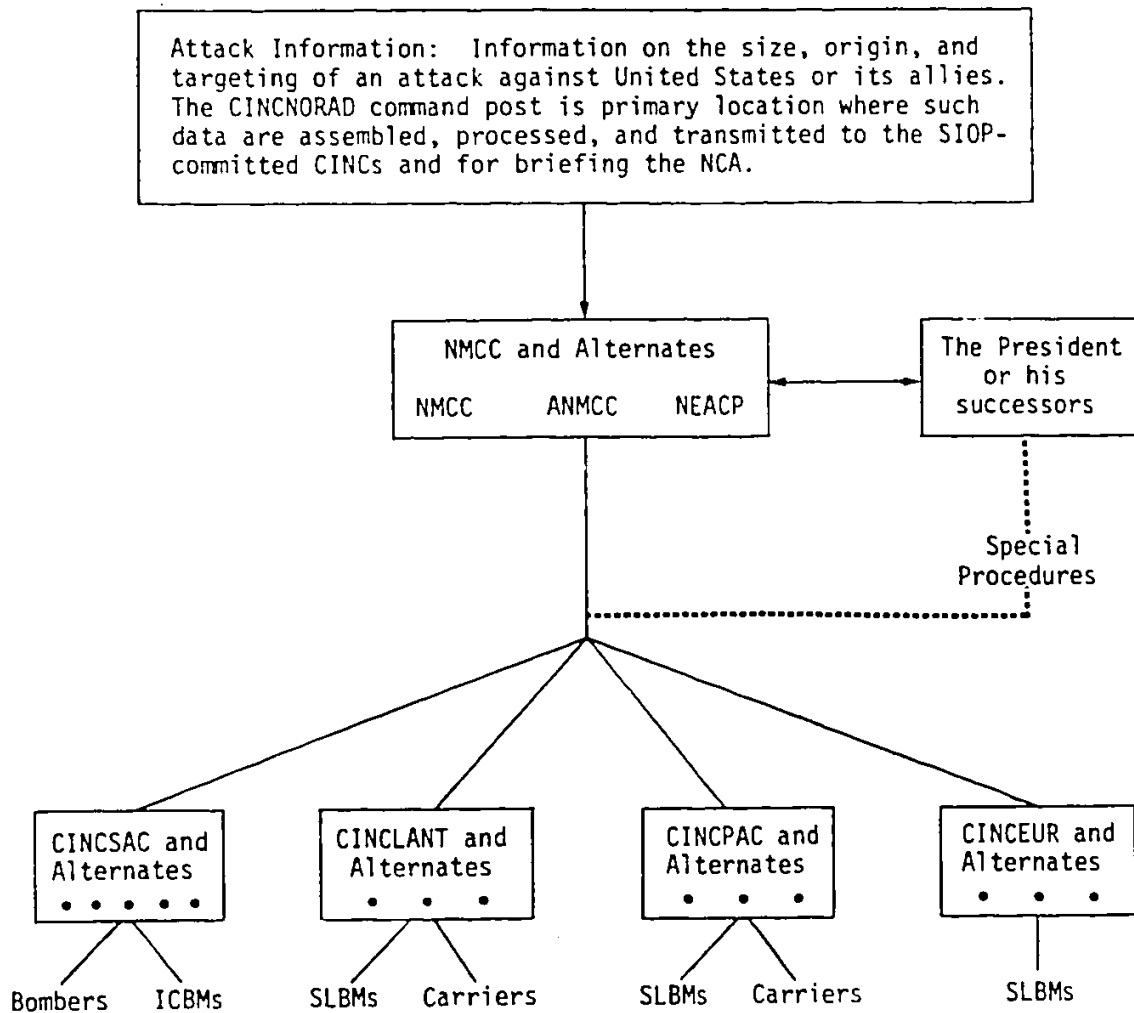 Attack Information: Information on the size, origin, and
targeting of an attack against United States or its allies.
The CINCNORAD command post is primary location where such
data are assembled, processed, and transmitted to the SIOP-
committed CINCs and for briefing the NCA.
NMCC and Alternates
NMCC ANMCC NEACP
The President
or his
successors
Special
Procedures
CINCSAC and
Alternates
CINCLANT and
Alternates
CINCPAC and
Alternates
CINCEUR and
Alternates
Bombers ICBMs SLBMs Carriers SLBMs Carriers SLBMs